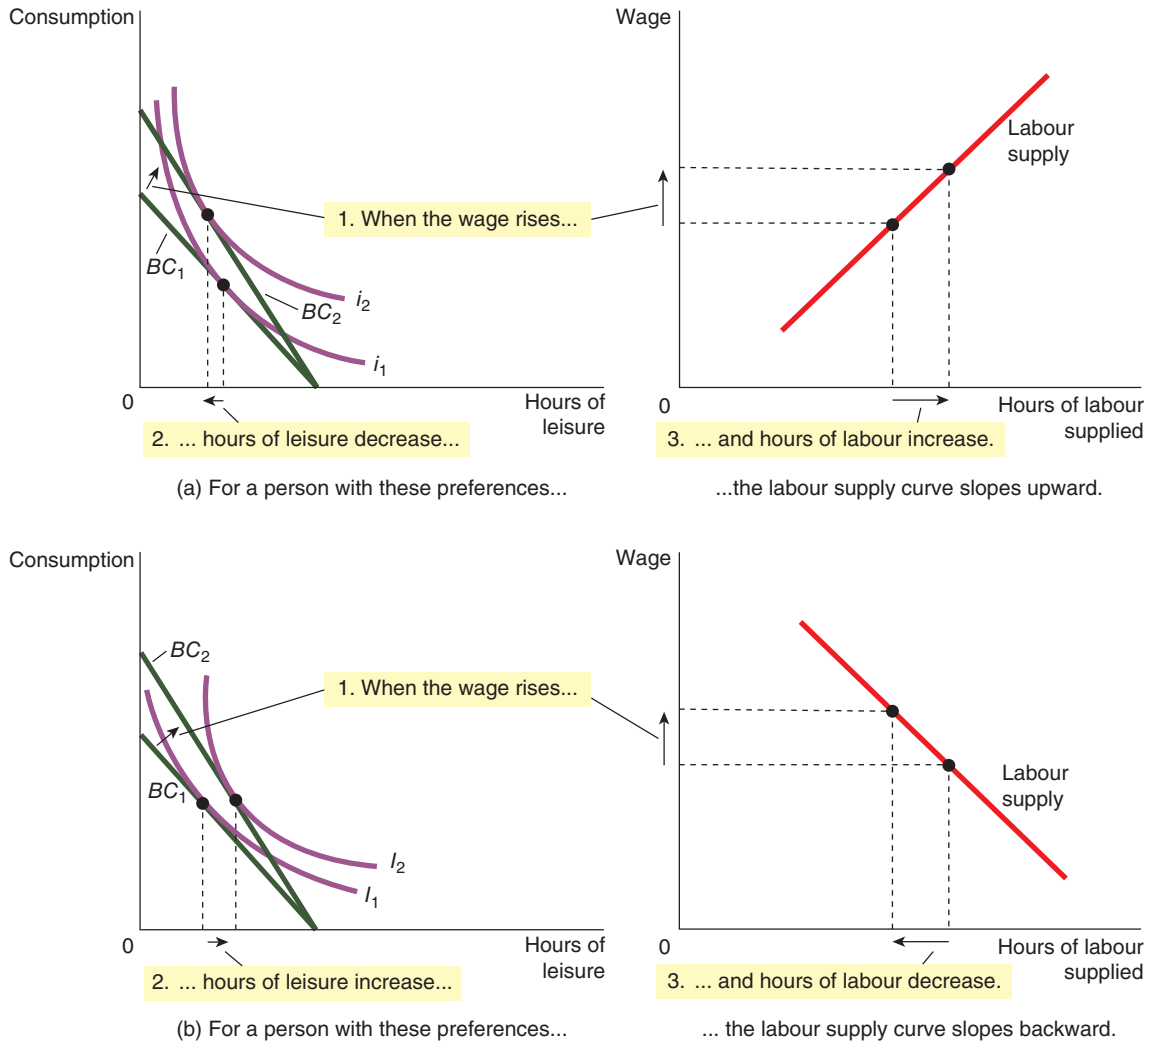 Consumption
BC₁
BC₂
i₂
i₁
0
Hours of
leisure
1. When the wage rises...
2. ... hours of leisure decrease...
(a) For a person with these preferences...
Wage
Labour
supply
0
Hours of labour
supplied
3. ... and hours of labour increase.
...the labour supply curve slopes upward.
Consumption
BC₂
BC₁
I₂
I₁
0
Hours of
leisure
1. When the wage rises...
2. ... hours of leisure increase...
(b) For a person with these preferences...
Wage
Labour
supply
0
Hours of labour
supplied
3. ... and hours of labour decrease.
... the labour supply curve slopes backward.